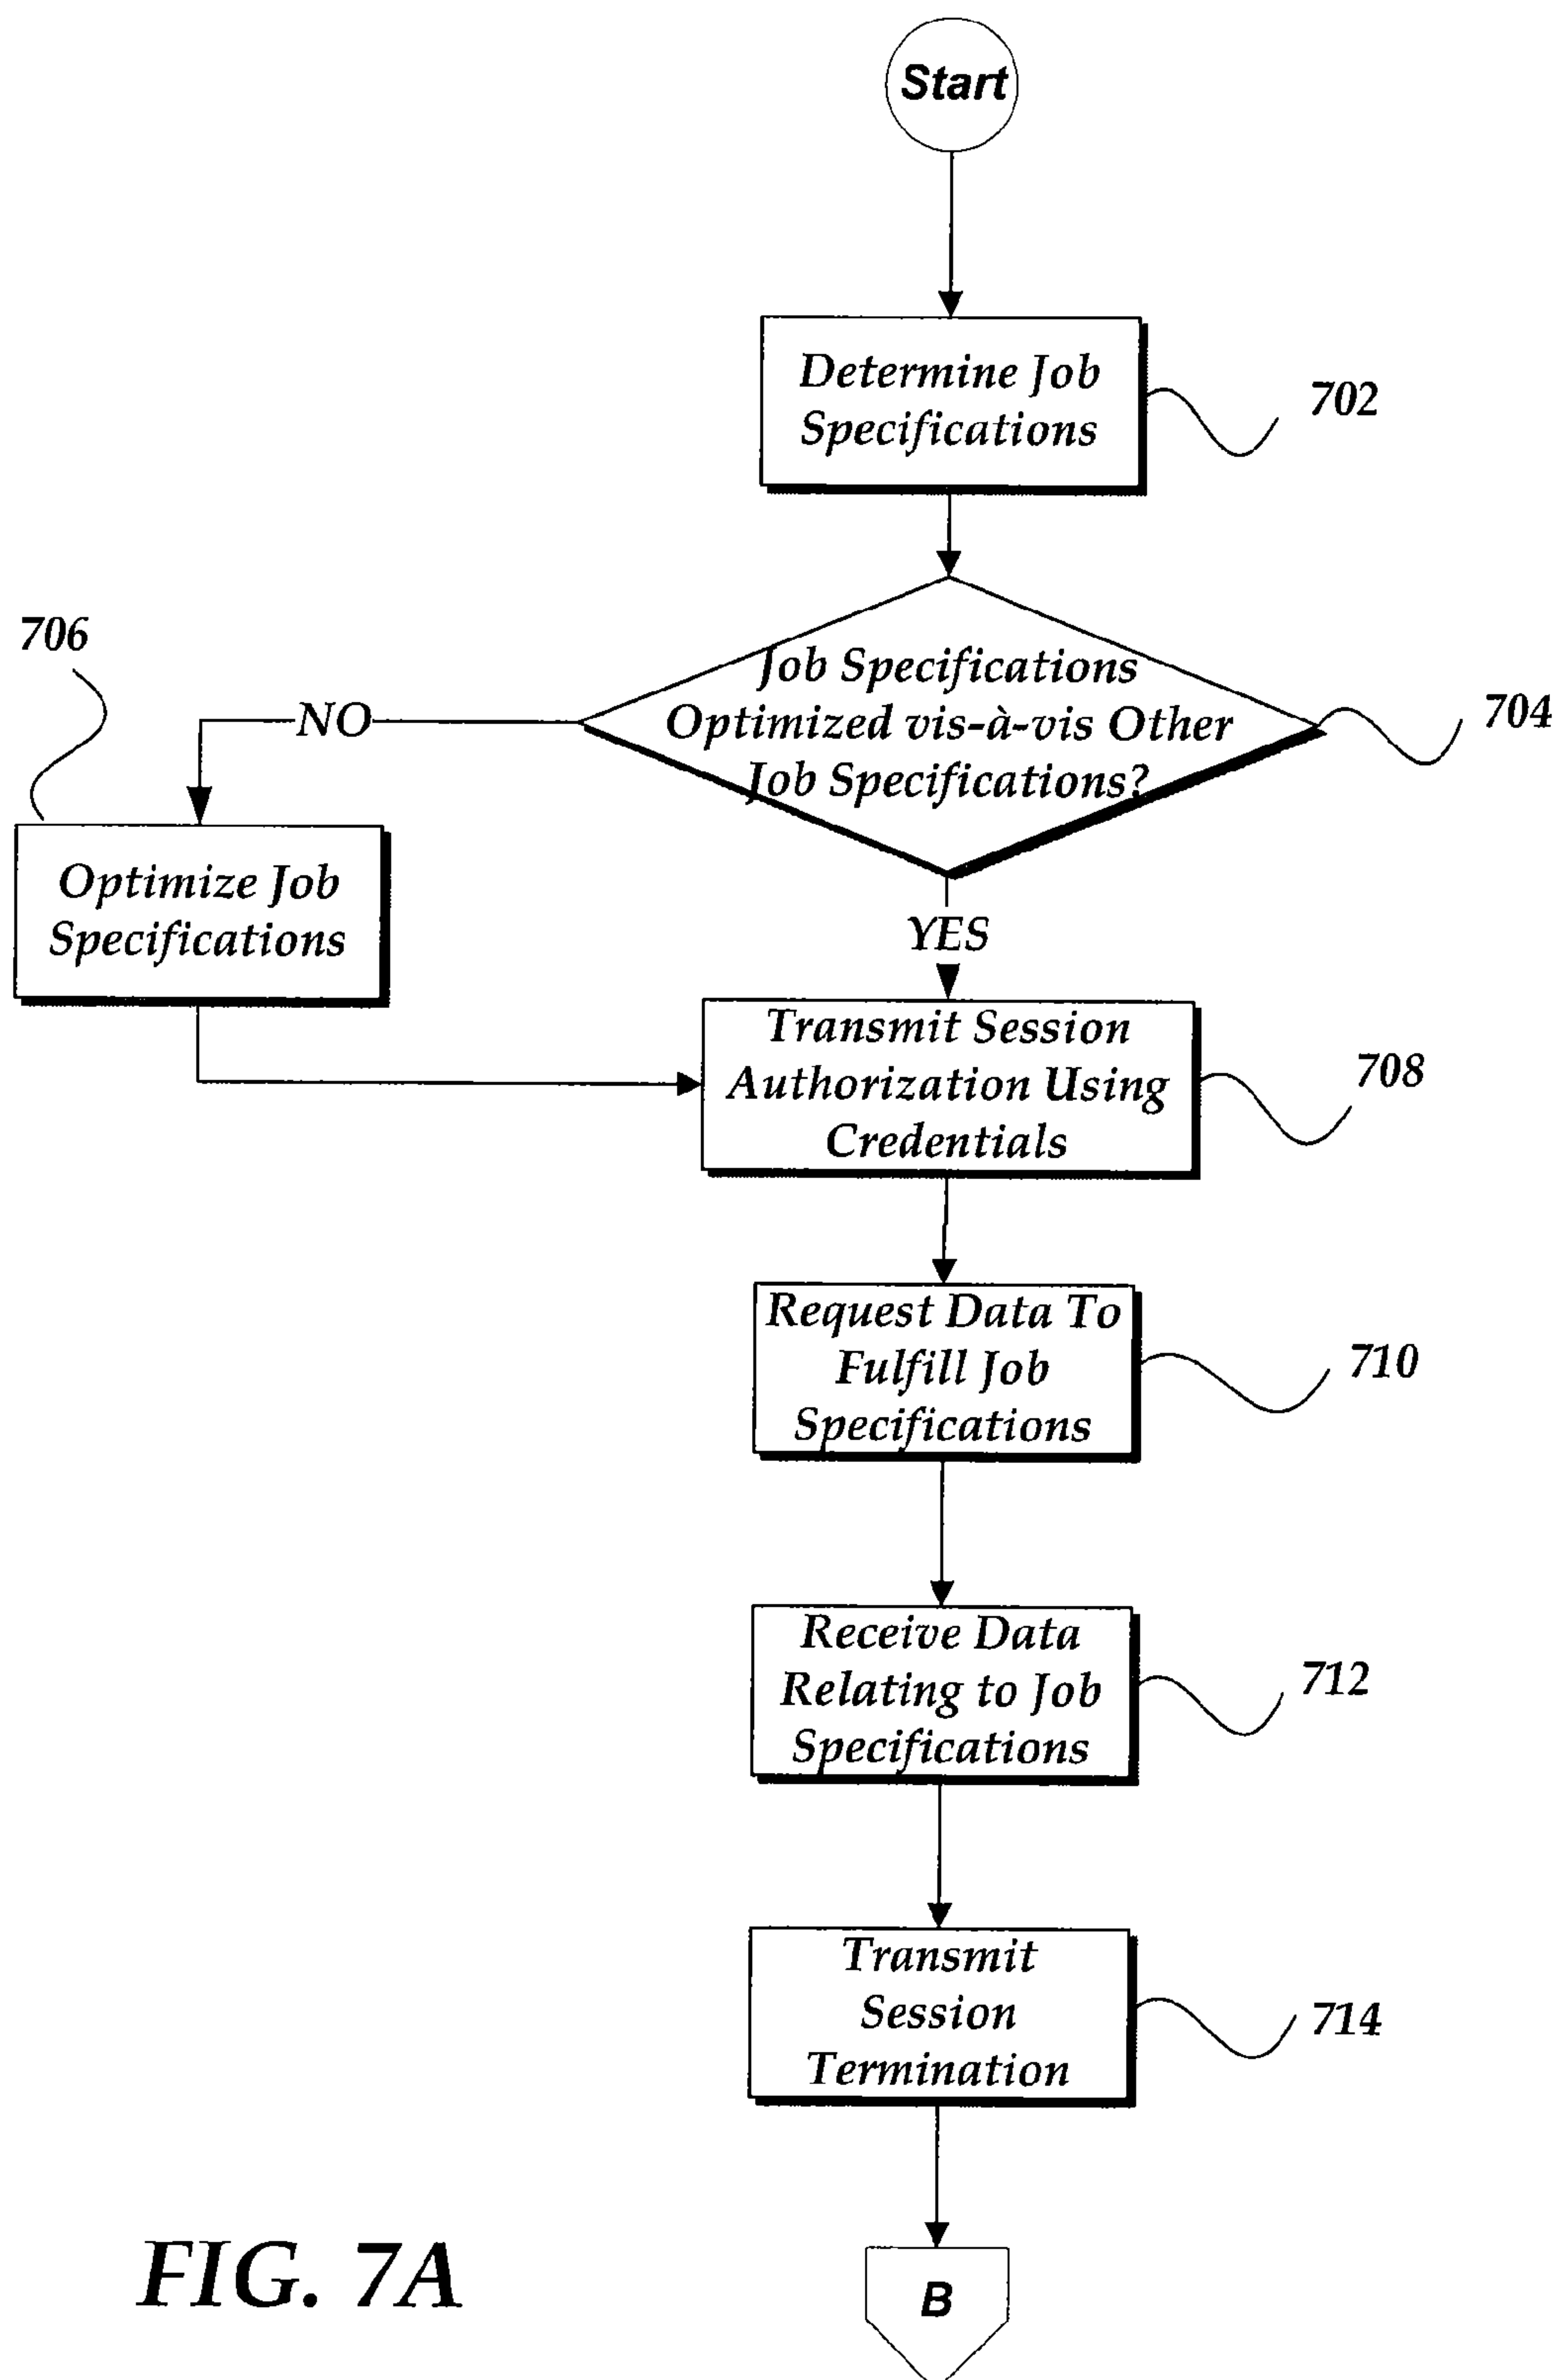 Start
Determine Job
Specifications
702
Job Specifications
Optimized vis-à-vis Other
Job Specifications?
704
NO
706
Optimize Job
Specifications
YES
Transmit Session
Authorization Using
Credentials
708
Request Data To
Fulfill Job
Specifications
710
Receive Data
Relating to Job
Specifications
712
Transmit
Session
Termination
714
B
FIG. 7A